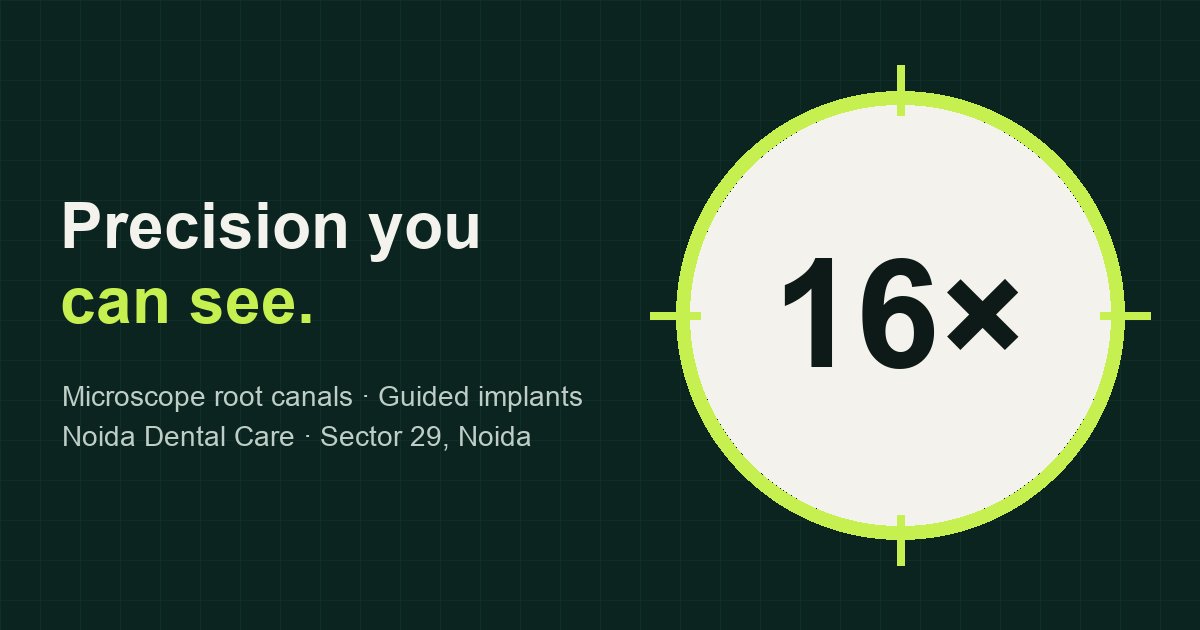 Precision you
can see.
Microscope root canals · Guided implants
Noida Dental Care · Sector 29, Noida
16×